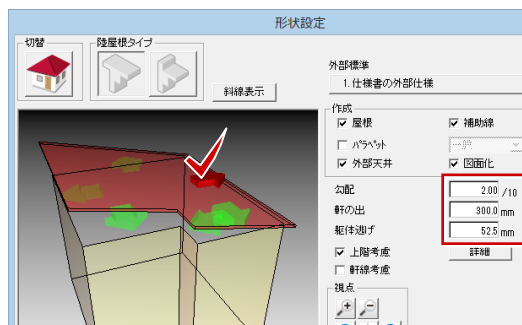 形状設定
切替
陸屋根タイプ
斜線表示
外部標準
1.仕様書の外部仕様
作成
屋根
補助線
パラペット
一般
外部天井
図面化
勾配
2.00 /10
軒の出
300.0 mm
躯体逃げ
52.5 mm
上階考慮
詳細
軒線考慮
視点